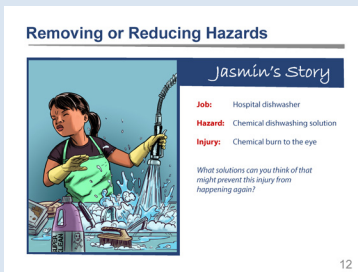 Removing or Reducing Hazards
Jasmin's Story
Job: Hospital dishwasher
Hazard: Chemical dishwashing solution
Injury: Chemical burn to the eye
What solutions can you think of that
might prevent this injury from
happening again?
12